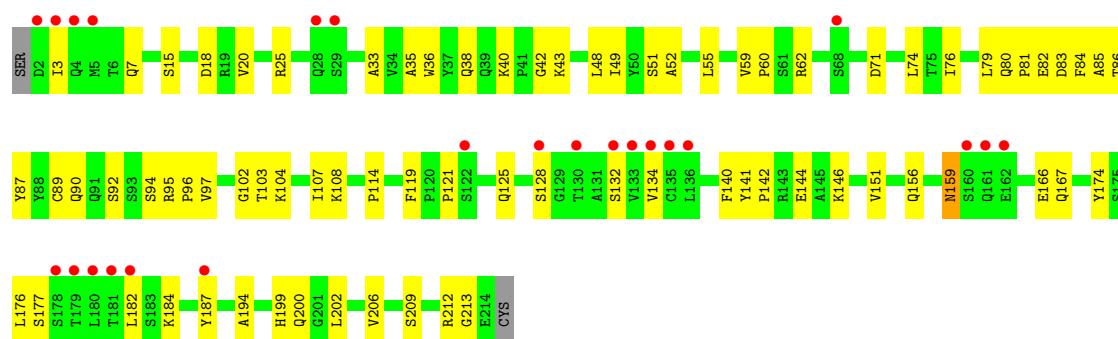 SER D2 I3 Q4 M5 T6 Q7 S15 D18 R19 V20 R25 Q28 S29 A33 V34 A35 W36 Y37 Q38 Q39 K40 P41 G42 K43 L48 I49 Y50 S51 A52 L55 V59 P60 S61 R62 S68 D71 L74 T75 I76 L79 Q80 P81 E82 D83 F84 A85 T86
Y87 Y88 C89 Q90 Q91 S92 S93 S94 R95 P96 V97 G102 T103 K104 I107 K108 P114 F119 P120 P121 S122 Q125 S128 G129 T130 A131 S132 V133 V134 C135 L136 F140 Y141 P142 R143 E144 A145 K146 V151 Q156 N159 S160 Q161 E162 E166 Q167 Y174 S175
L176 S177 S178 T179 L180 T181 L182 S183 K184 Y187 A194 H199 Q200 G201 L202 V206 S209 R212 G213 E214 CYS